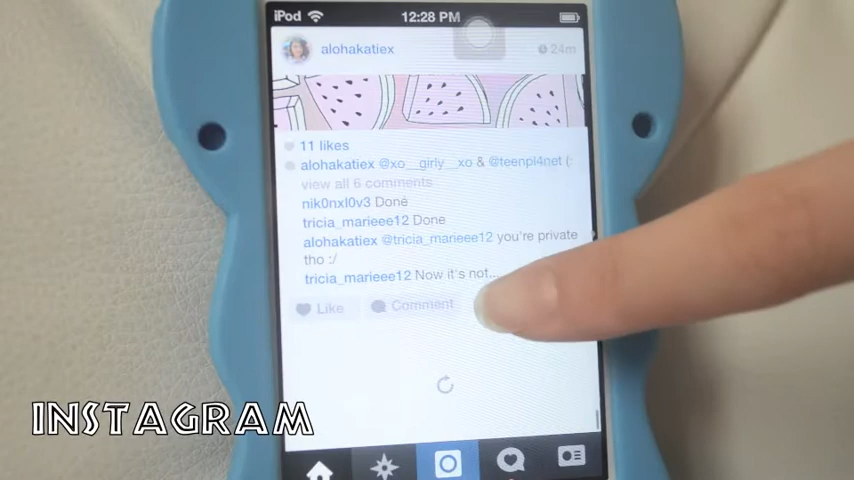 iPod 12:28 PM
alohakatiex 24m
11 likes
alohakatiex @xo__girly__xo & @teenpl4net (:
view all 6 comments
nik0nxl0v3 Done
tricia_marieee12 Done
alohakatiex @tricia_marieee12 you're private
tho :/
tricia_marieee12 Now it's not...
Like Comment
INSTAGRAM